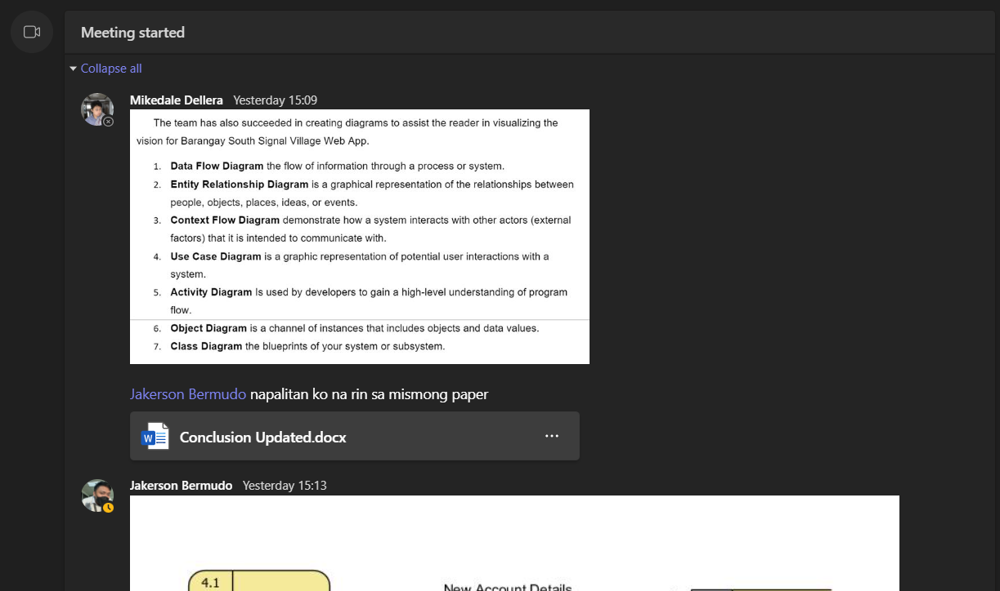 Meeting started
Collapse all
Mikedale Dellera Yesterday 15:09
The team has also succeeded in creating diagrams to assist the reader in visualizing the
vision for Barangay South Signal Village Web App.
1. Data Flow Diagram the flow of information through a process or system.
2. Entity Relationship Diagram is a graphical representation of the relationships between
people, objects, places, ideas, or events.
3. Context Flow Diagram demonstrate how a system interacts with other actors (external
factors) that it is intended to communicate with.
4. Use Case Diagram is a graphic representation of potential user interactions with a
system.
5. Activity Diagram Is used by developers to gain a high-level understanding of program
flow.
6. Object Diagram is a channel of instances that includes objects and data values.
7. Class Diagram the blueprints of your system or subsystem.
Jakerson Bermudo napalitan ko na rin sa mismong paper
W
Conclusion Updated.docx
Jakerson Bermudo Yesterday 15:13
4.1
New Account Details